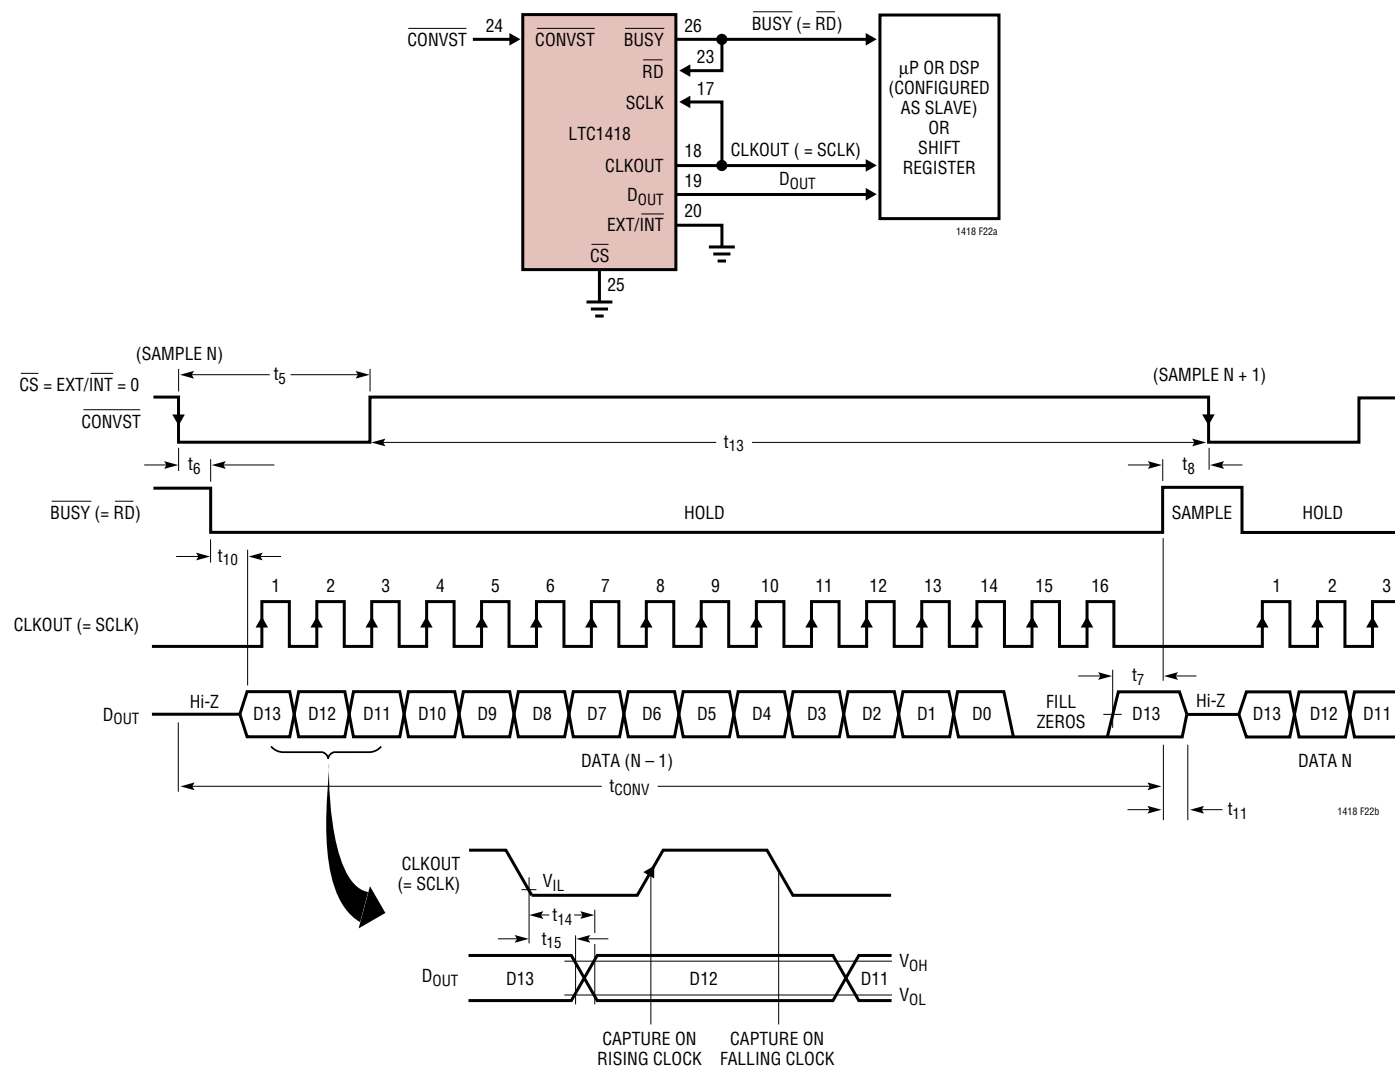 CONVST 24 CONVST BUSY 26 BUSY (= RD)
RD 23
SCLK 17
LTC1418
CLKOUT 18 CLKOUT ( = SCLK)
DOUT 19 DOUT
EXT/INT 20
CS
25
µP OR DSP
(CONFIGURED
AS SLAVE)
OR
SHIFT
REGISTER
1418 F22a
(SAMPLE N)
(SAMPLE N + 1)
CS = EXT/INT = 0
t5
CONVST
t13
t6
t8
BUSY (= RD)
HOLD
SAMPLE
HOLD
t10
1 2 3 4 5 6 7 8 9 10 11 12 13 14 15 16 1 2 3
CLKOUT (= SCLK)
t7
DOUT
Hi-Z D13 D12 D11 D10 D9 D8 D7 D6 D5 D4 D3 D2 D1 D0
FILL
ZEROS
D13 Hi-Z D13 D12 D11
DATA (N – 1)
DATA N
tCONV
t11
1418 F22b
CLKOUT
(= SCLK)
VIL
t14
t15
DOUT
D13 D12 D11
VOH
VOL
CAPTURE ON
RISING CLOCK
CAPTURE ON
FALLING CLOCK